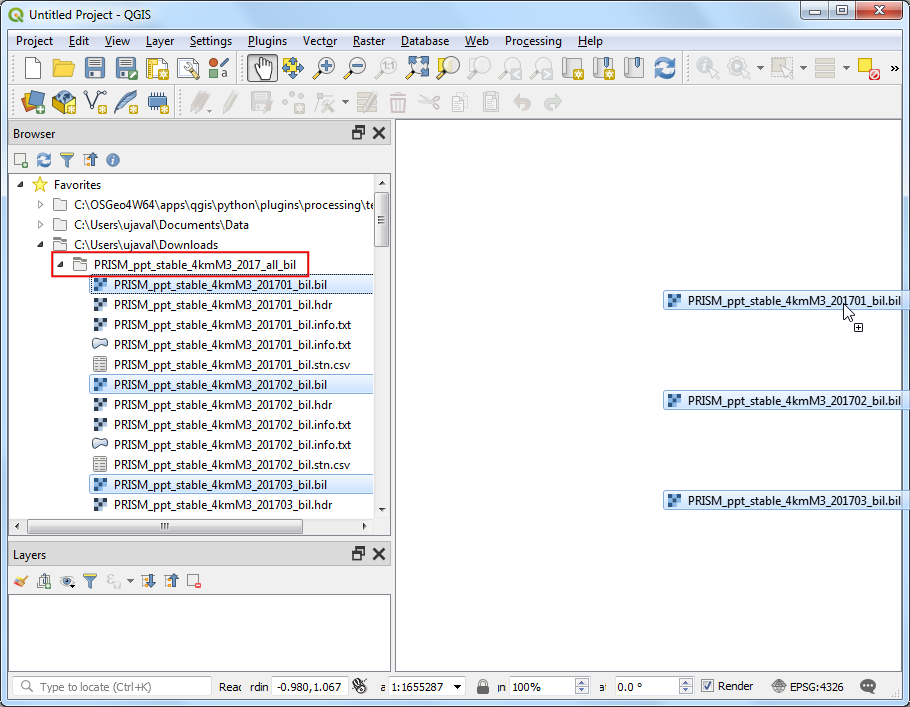 Untitled Project - QGIS
Project Edit View Layer Settings Plugins Vector Raster Database Web Processing Help
1:1
»
a
Browser
Favorites
C:\OSGeo4W64\apps\qgis\python\plugins\processing\te
C:\Users\ujaval\Documents\Data
C:\Users\ujaval\Downloads
PRISM_ppt_stable_4kmM3_2017_all_bil
PRISM_ppt_stable_4kmM3_201701_bil.bil
PRISM_ppt_stable_4kmM3_201701_bil.hdr
PRISM_ppt_stable_4kmM3_201701_bil.info.txt
PRISM_ppt_stable_4kmM3_201701_bil.info.txt
PRISM_ppt_stable_4kmM3_201701_bil.stn.csv
PRISM_ppt_stable_4kmM3_201702_bil.bil
PRISM_ppt_stable_4kmM3_201702_bil.hdr
PRISM_ppt_stable_4kmM3_201702_bil.info.txt
PRISM_ppt_stable_4kmM3_201702_bil.info.txt
PRISM_ppt_stable_4kmM3_201702_bil.stn.csv
PRISM_ppt_stable_4kmM3_201703_bil.bil
PRISM_ppt_stable_4kmM3_201703_bil.hdr
PRISM_ppt_stable_4kmM3_201701_bil.bil
PRISM_ppt_stable_4kmM3_201702_bil.bil
PRISM_ppt_stable_4kmM3_201703_bil.bil
Layers
Type to locate (Ctrl+K) Reac rdin -0.980,1.067 a 1:1655287 100% 0.0 ° Render EPSG:4326